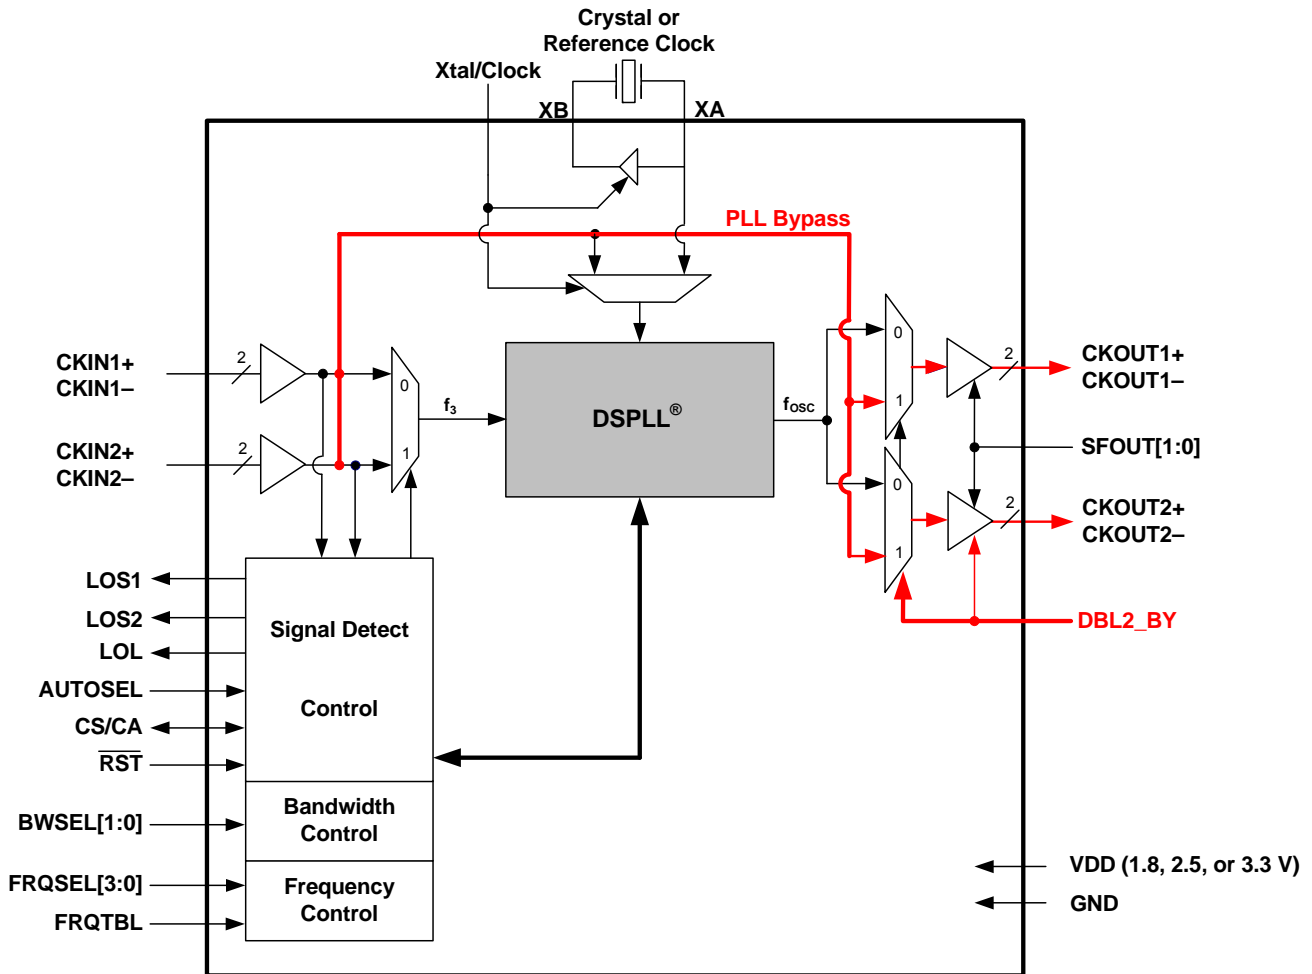 Crystal or
Reference Clock
Xtal/Clock
XB
XA
PLL Bypass
CKIN1+
CKIN1–
2
CKIN2+
CKIN2–
2
0
1
f3
DSPLL®
fOSC
0
1
0
1
2
CKOUT1+
CKOUT1–
SFOUT[1:0]
2
CKOUT2+
CKOUT2–
DBL2_BY
LOS1
LOS2
LOL
AUTOSEL
CS/CA
RST
Signal Detect
Control
BWSEL[1:0]
Bandwidth
Control
FRQSEL[3:0]
FRQTBL
Frequency
Control
VDD (1.8, 2.5, or 3.3 V)
GND